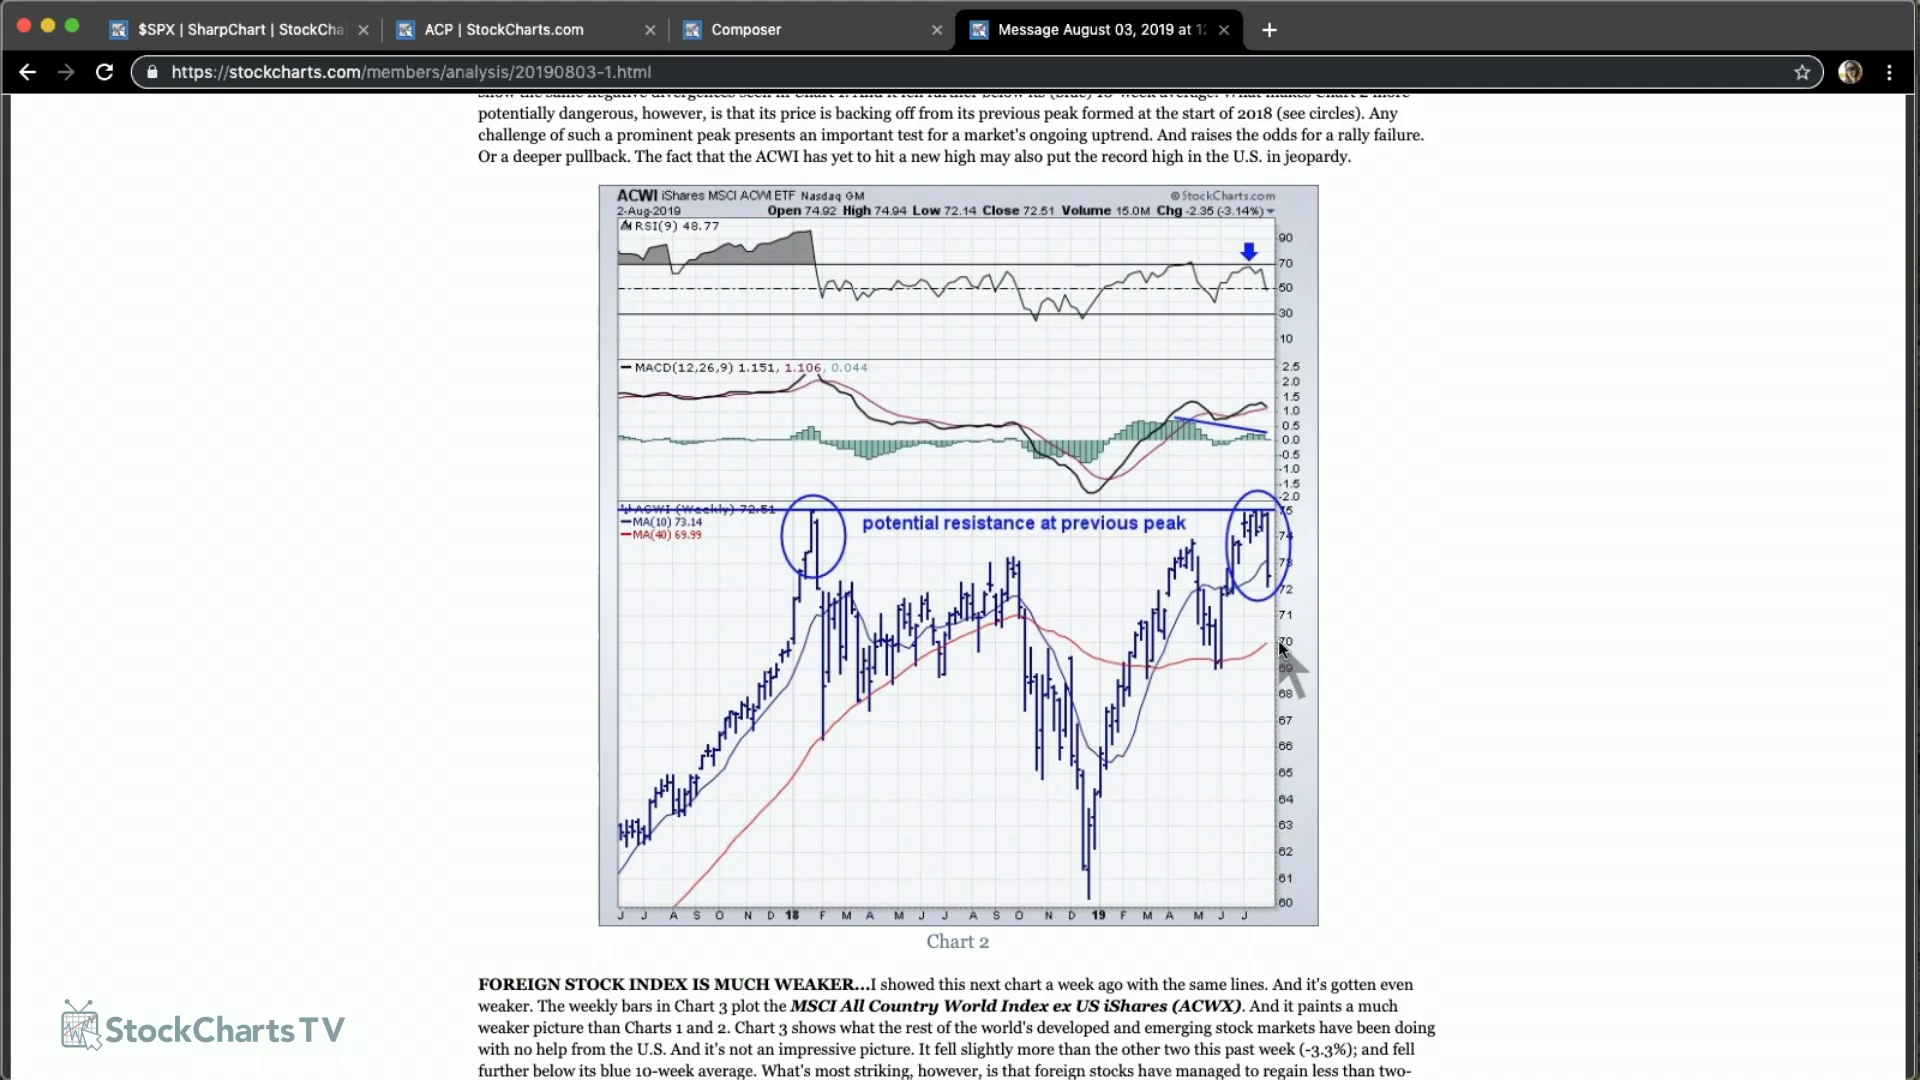 $SPX | SharpChart | StockCha
ACP | StockCharts.com
Composer
Message August 03, 2019 at 12
https://stockcharts.com/members/analysis/20190803-1.html
potentially dangerous, however, is that its price is backing off from its previous peak formed at the start of 2018 (see circles). Any
challenge of such a prominent peak presents an important test for a market's ongoing uptrend. And raises the odds for a rally failure.
Or a deeper pullback. The fact that the ACWI has yet to hit a new high may also put the record high in the U.S. in jeopardy.
ACWI iShares MSCI ACWI ETF Nasdaq GM
© StockCharts.com
2-Aug-2019
Open 74.92 High 74.94 Low 72.14 Close 72.51 Volume 15.0M Chg -2.35 (-3.14%)
RSI(9) 48.77
90
70
50
30
10
MACD(12,26,9) 1.151, 1.106, 0.044
2.5
2.0
1.5
1.0
0.5
0.0
-0.5
-1.0
-1.5
-2.0
ACWI (Weekly) 72.51
MA(10) 73.14
MA(40) 69.99
potential resistance at previous peak
75
74
73
72
71
70
69
68
67
66
65
64
63
62
61
60
J J A S O N D 18 F M A M J J A S O N D 19 F M A M J J
Chart 2
FOREIGN STOCK INDEX IS MUCH WEAKER...I showed this next chart a week ago with the same lines. And it's gotten even
weaker. The weekly bars in Chart 3 plot the MSCI All Country World Index ex US iShares (ACWX). And it paints a much
weaker picture than Charts 1 and 2. Chart 3 shows what the rest of the world's developed and emerging stock markets have been doing
with no help from the U.S. And it's not an impressive picture. It fell slightly more than the other two this past week (-3.3%); and fell
further below its blue 10-week average. What's most striking, however, is that foreign stocks have managed to regain less than two-
StockChartsTV